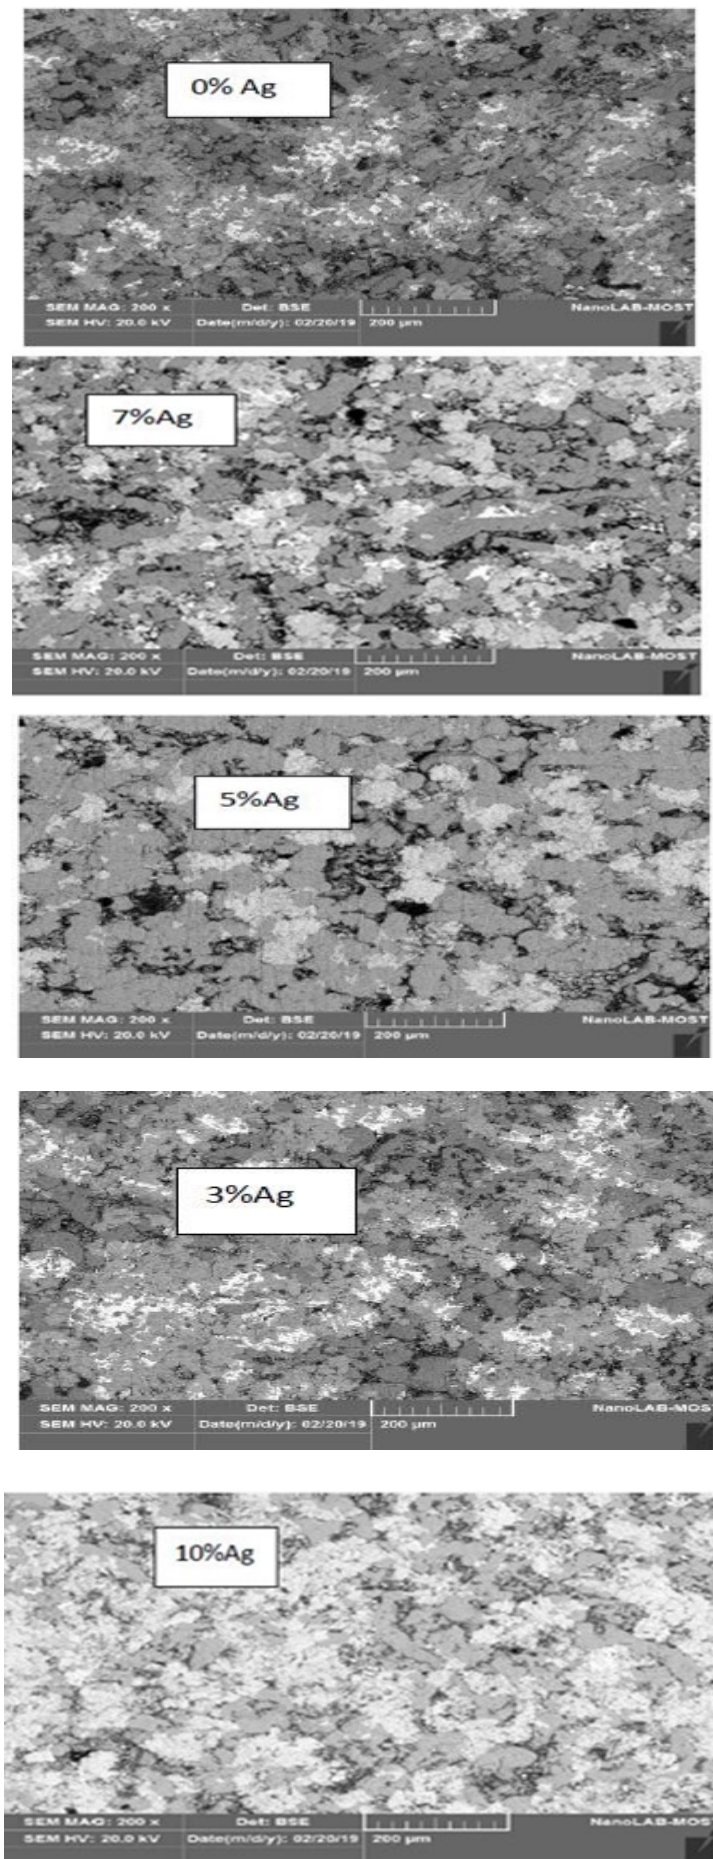 0% Ag
SEM MAG: 200 x Det: BSE NanoLAB-MOST
SEM HV: 20.0 kV Date(m/d/y): 02/20/19 200 µm
7%Ag
SEM MAG: 200 x Det: BSE NanoLAB-MOST
SEM HV: 20.0 kV Date(m/d/y): 02/20/19 200 µm
5%Ag
SEM MAG: 200 x Det: BSE NanoLAB-MOST
SEM HV: 20.0 kV Date(m/d/y): 02/20/19 200 µm
3%Ag
SEM MAG: 200 x Det: BSE NanoLAB-MOS
SEM HV: 20.0 kV Date(m/d/y): 02/20/19 200 µm
10%Ag
SEM MAG: 200 x Det: BSE NanoLAB-MOS
SEM HV: 20.0 kV Date(m/d/y): 02/20/19 200 µm